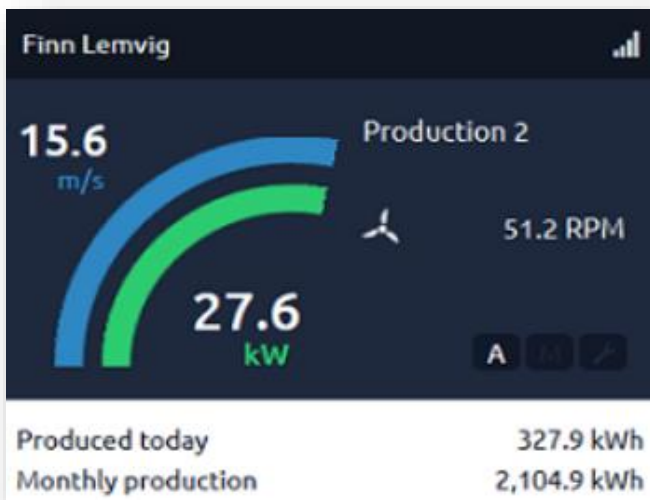 Finn Lemvig
15.6
m/s
Production 2
51.2 RPM
27.6
kW
A M
Produced today 327.9 kWh
Monthly production 2,104.9 kWh